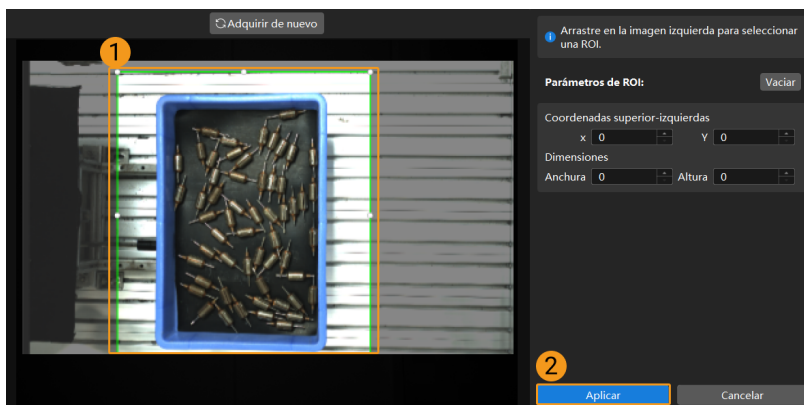 Adquirir de nuevo
1
Arrastre en la imagen izquierda para seleccionar
una ROI.
Parámetros de ROI:
Vaciar
Coordenadas superior-izquierdas
x 0 Y 0
Dimensiones
Anchura 0 Altura 0
2
Aplicar Cancelar